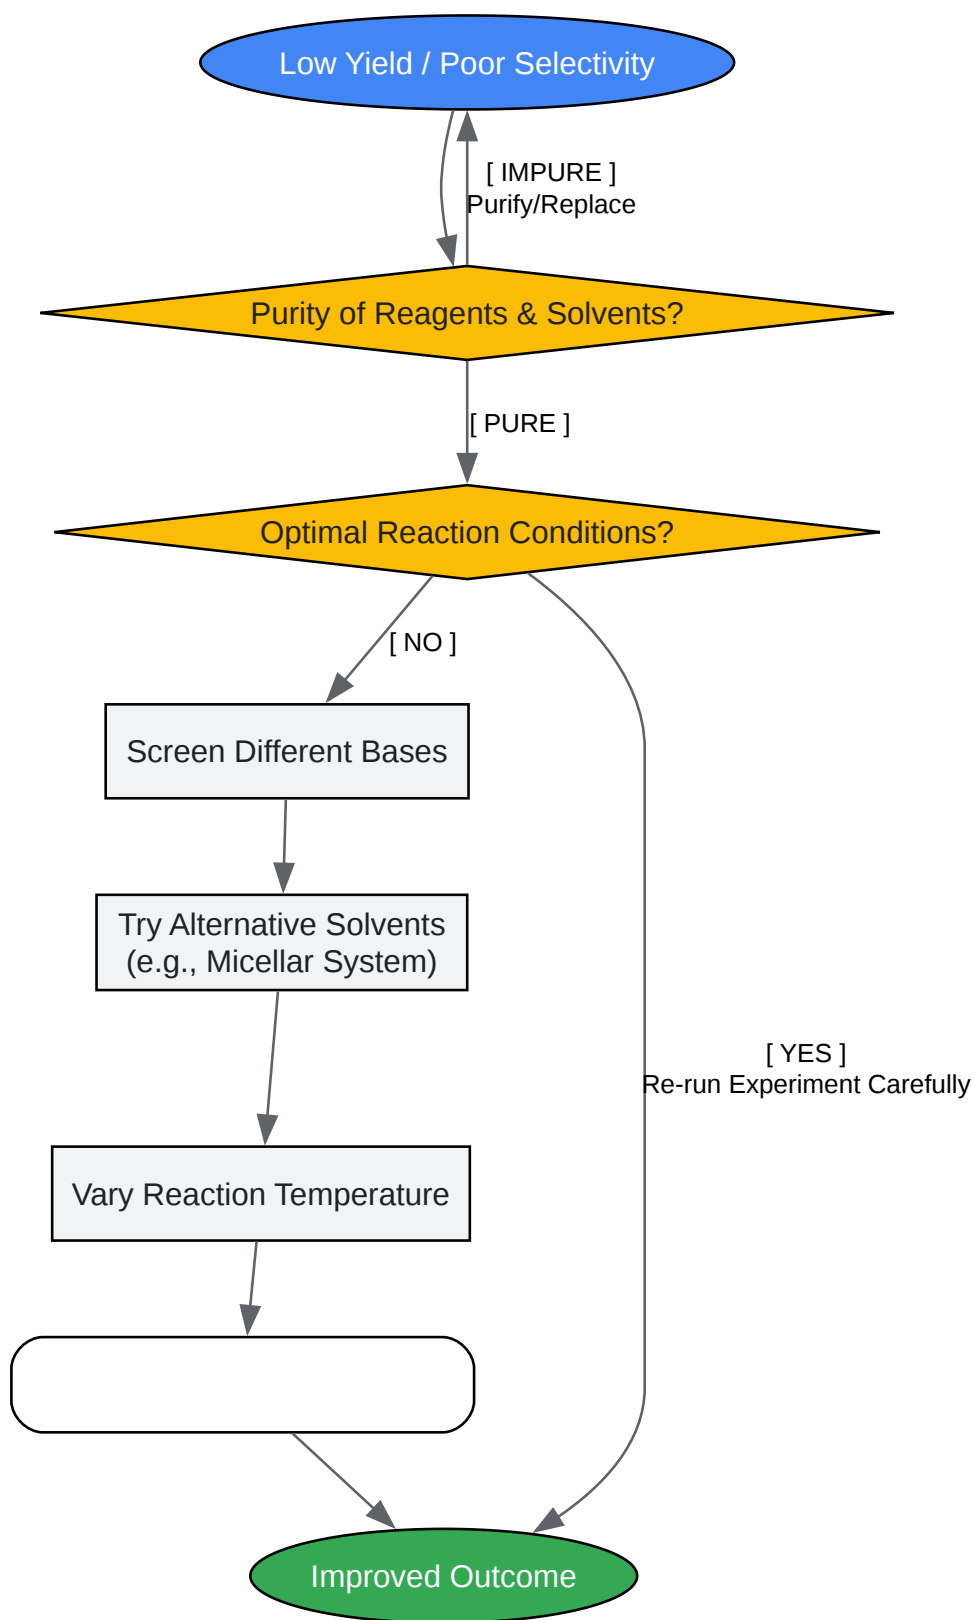 Low Yield / Poor Selectivity
[ IMPURE ]
Purify/Replace
Purity of Reagents & Solvents?
[ PURE ]
Optimal Reaction Conditions?
[ NO ]
Screen Different Bases
Try Alternative Solvents
(e.g., Micellar System)
[ YES ]
Re-run Experiment Carefully
Vary Reaction Temperature
Improved Outcome